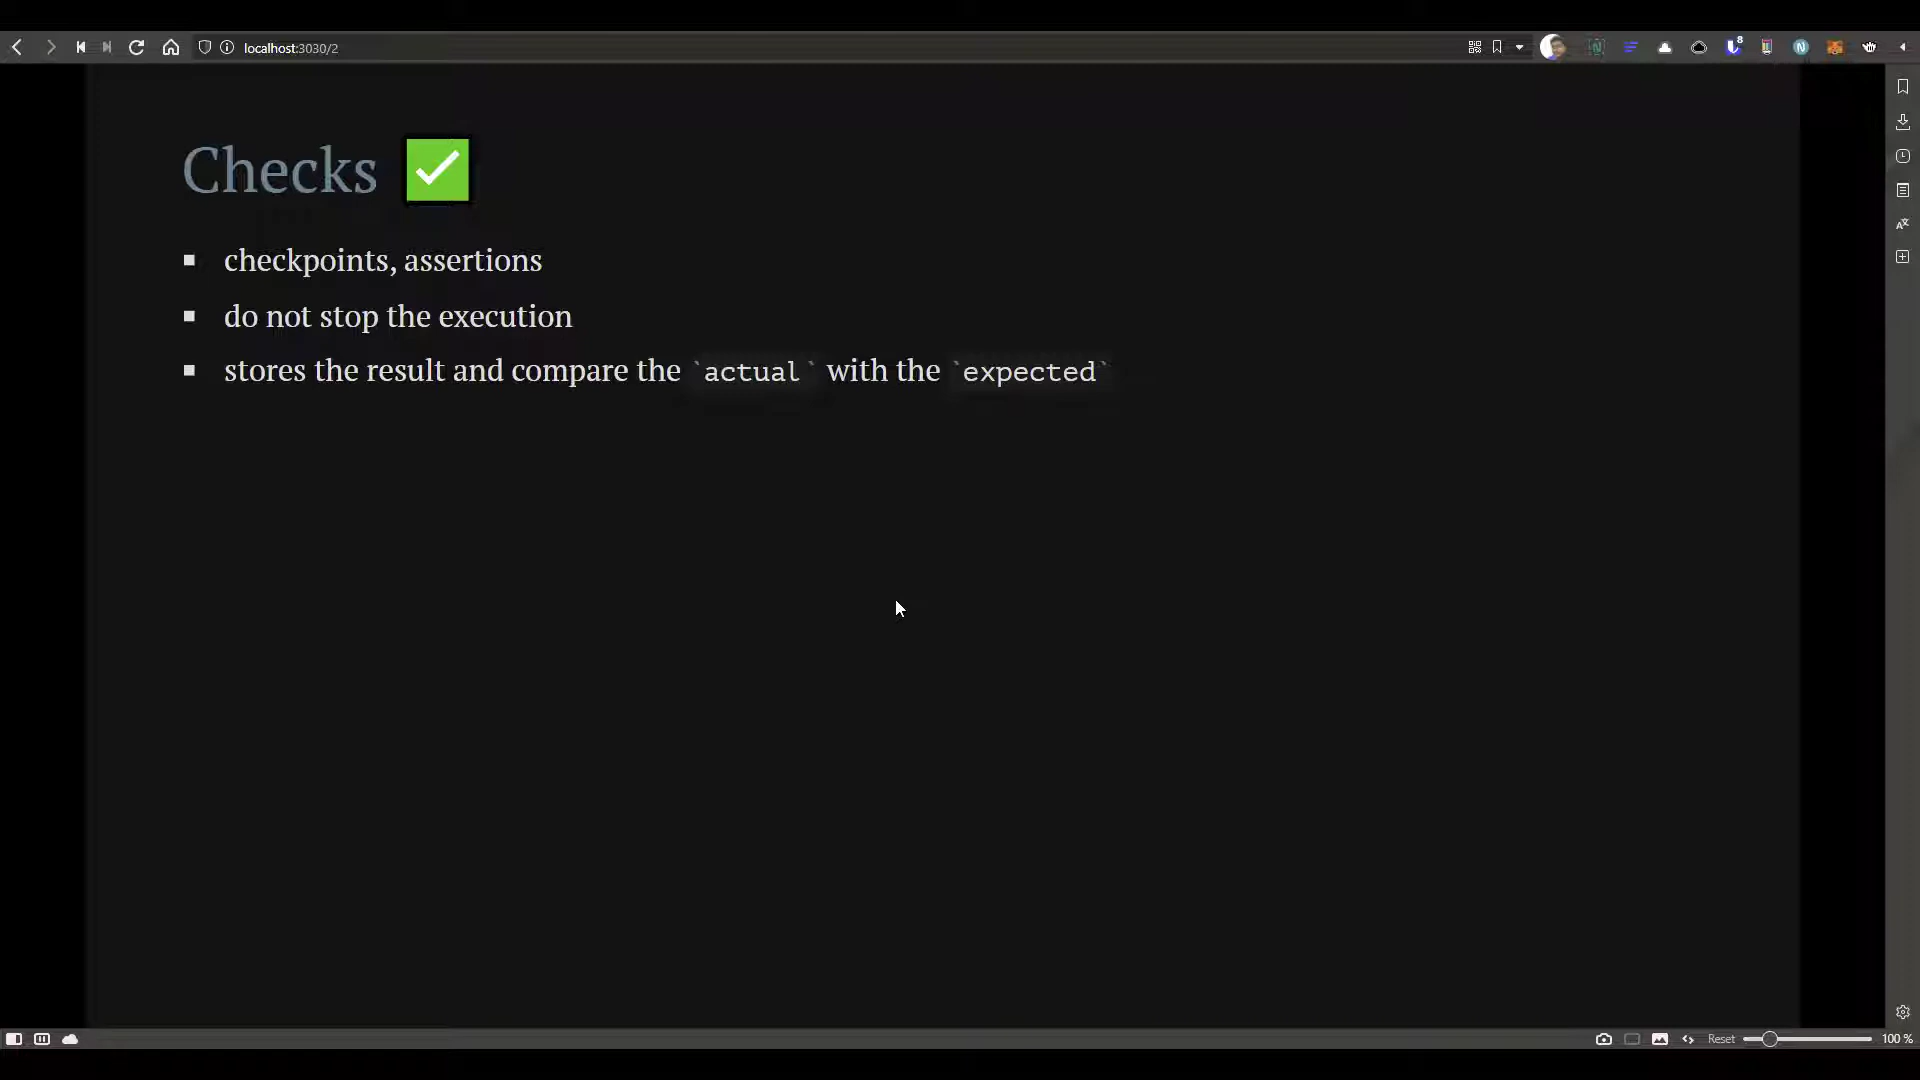 localhost:3030/2
8
N
Checks ✅
▪ checkpoints, assertions
▪ do not stop the execution
▪ stores the result and compare the `actual` with the `expected`
Reset
100 %